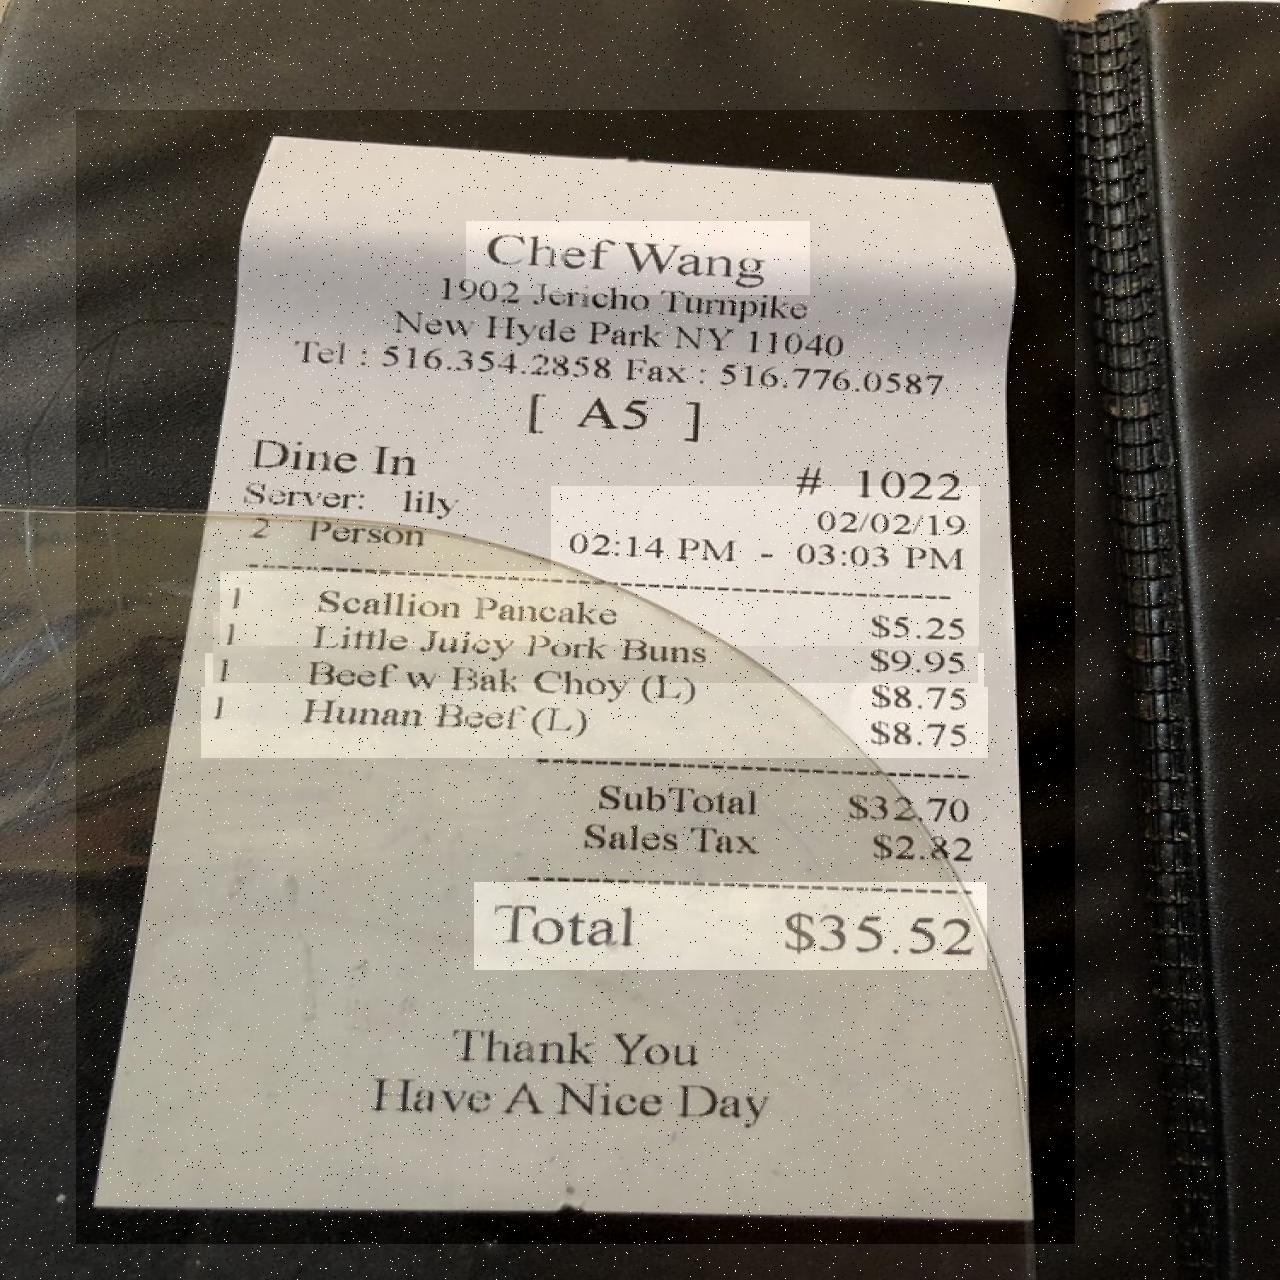 Chef Wang
1902 Jericho Turnpike
New Hyde Park NY 11040
Tel : 516.354.2858 Fax : 516.776.0587
[ A5 ]
Dine In # 1022
Server: lily 02/02/19
2 Person 02:14 PM - 03:03 PM
1 Scallion Pancake $5.25
1 Little Juicy Pork Buns $9.95
1 Beef w Bak Choy (L) $8.75
1 Hunan Beef (L) $8.75
SubTotal $32.70
Sales Tax $2.82
Total $35.52
Thank You
Have A Nice Day